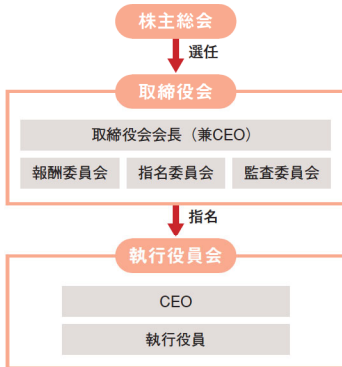 株主総会
選任
取締役会
取締役会会長（兼CEO）
報酬委員会 指名委員会 監査委員会
指名
執行役員会
CEO
執行役員